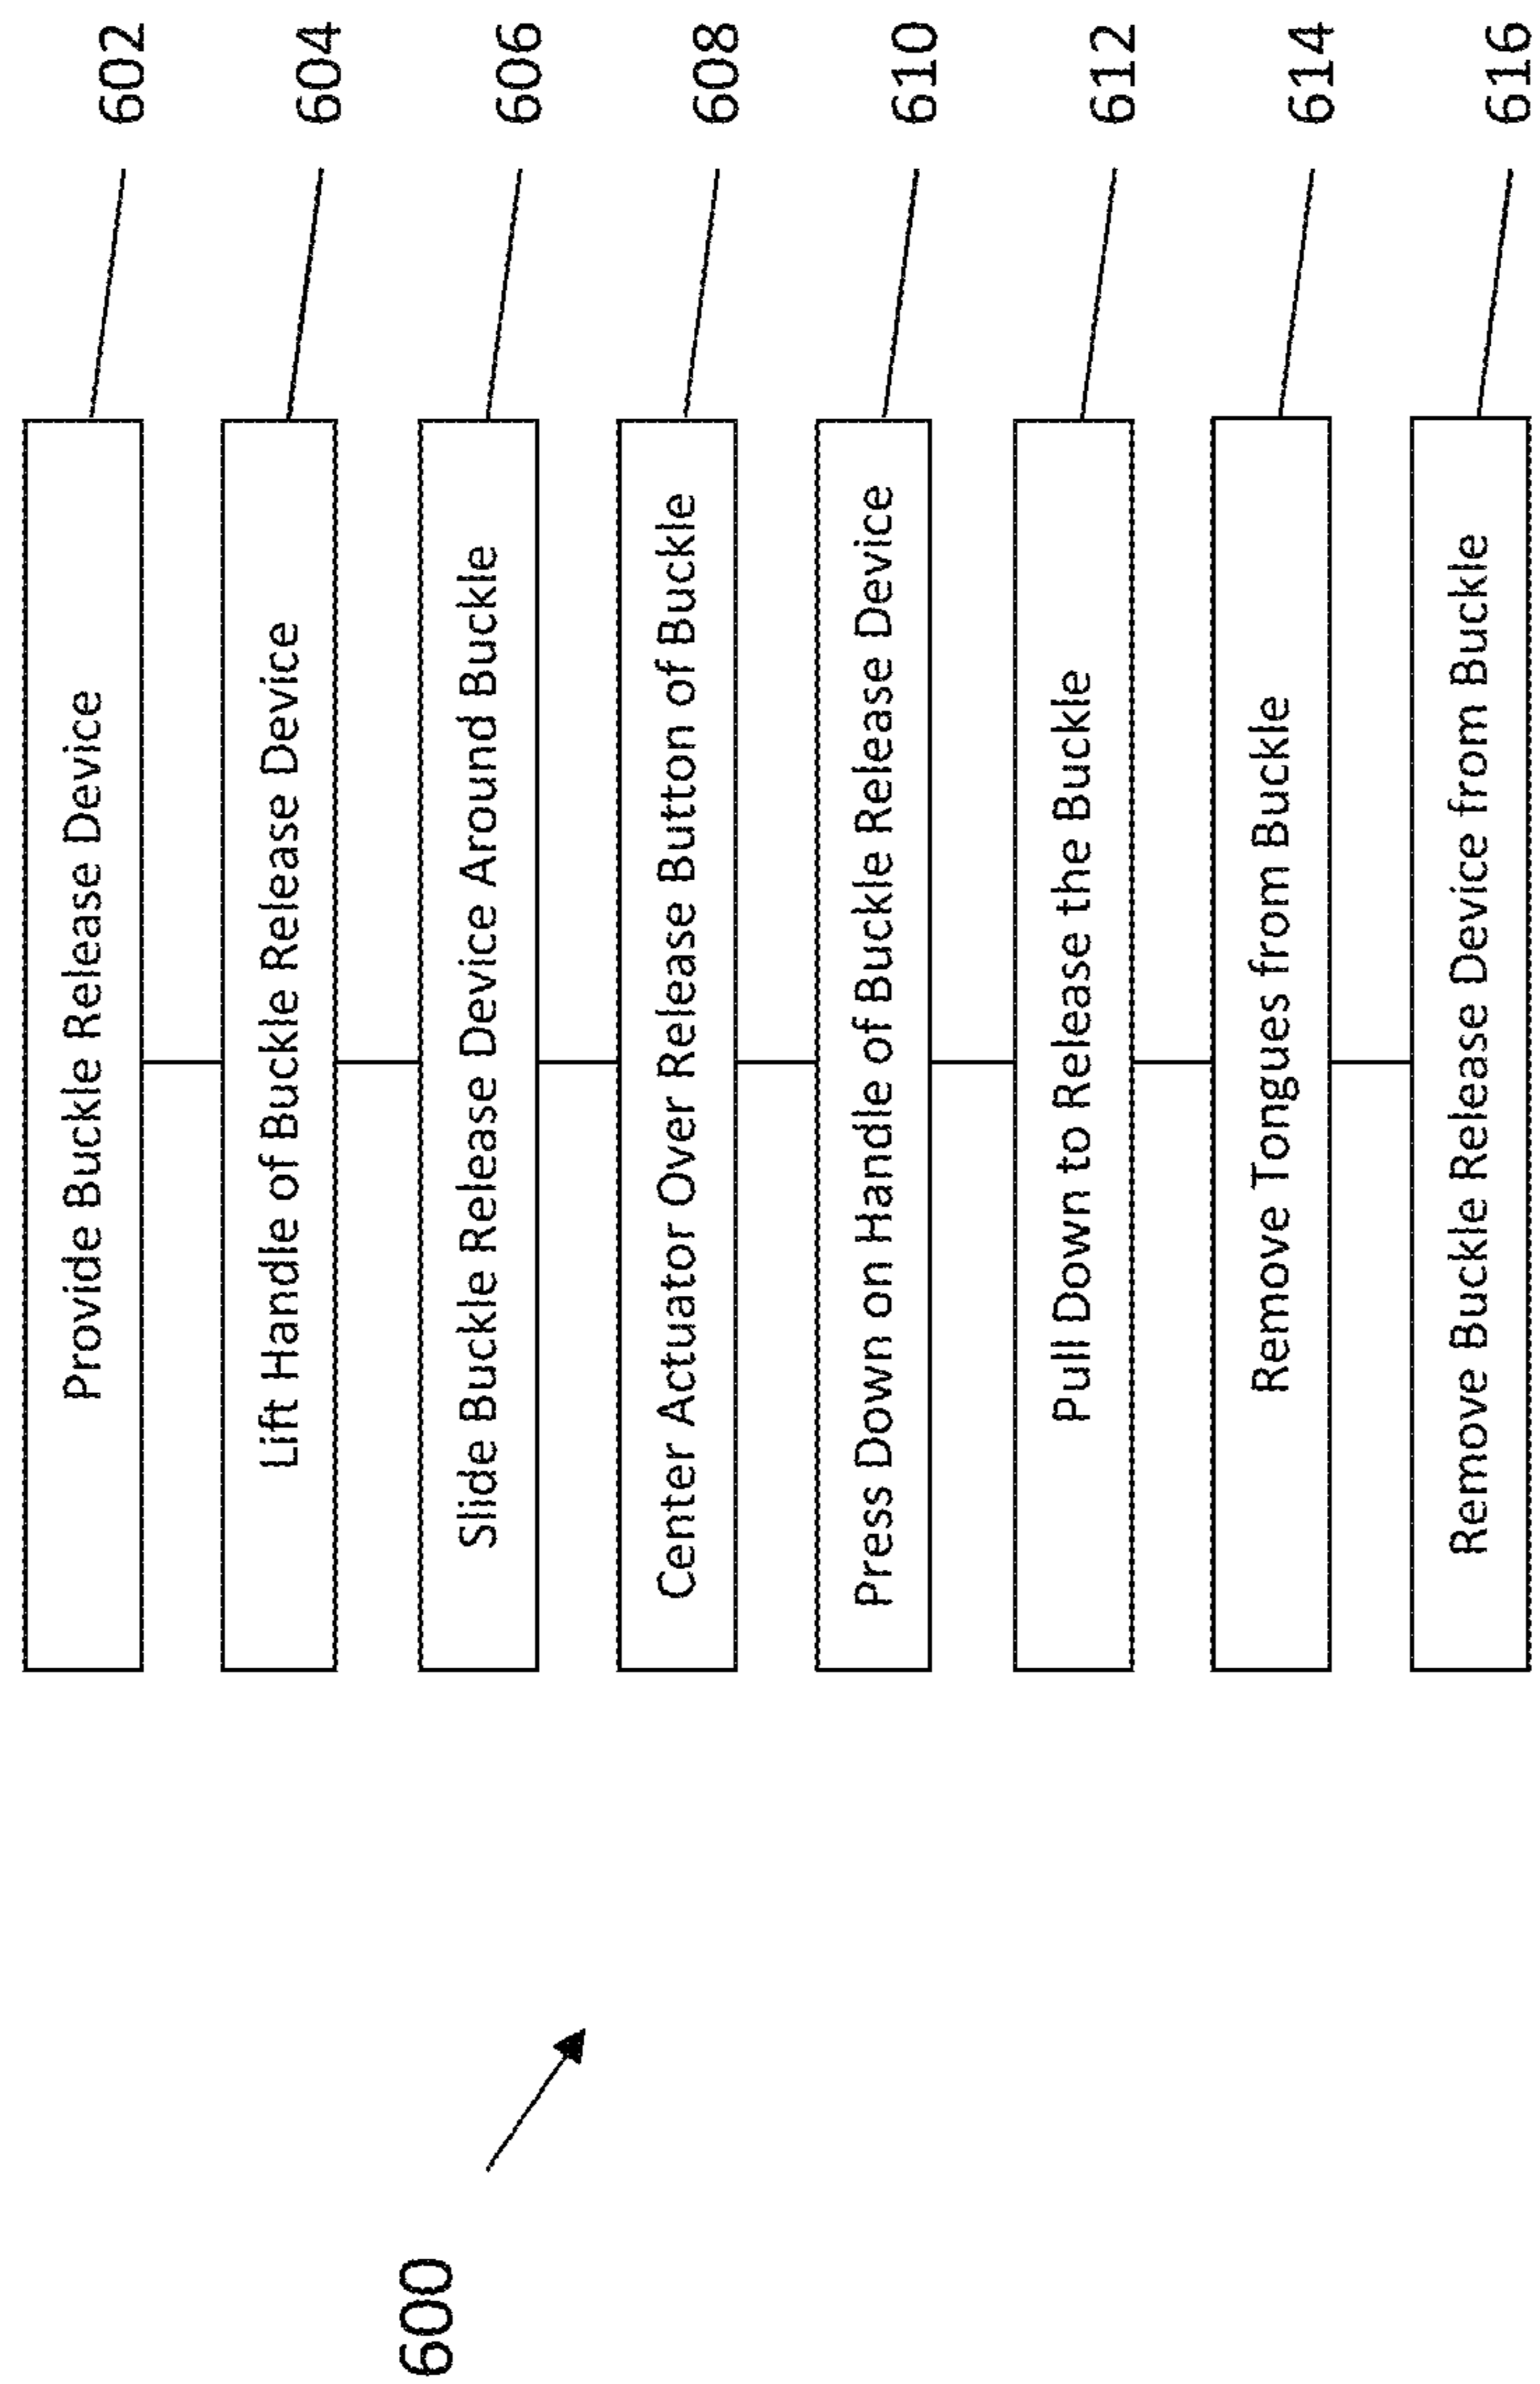 600
Provide Buckle Release Device
602
Lift Handle of Buckle Release Device
604
Slide Buckle Release Device Around Buckle
606
Center Actuator Over Release Button of Buckle
608
Press Down on Handle of Buckle Release Device
610
Pull Down to Release the Buckle
612
Remove Tongues from Buckle
614
Remove Buckle Release Device from Buckle
616